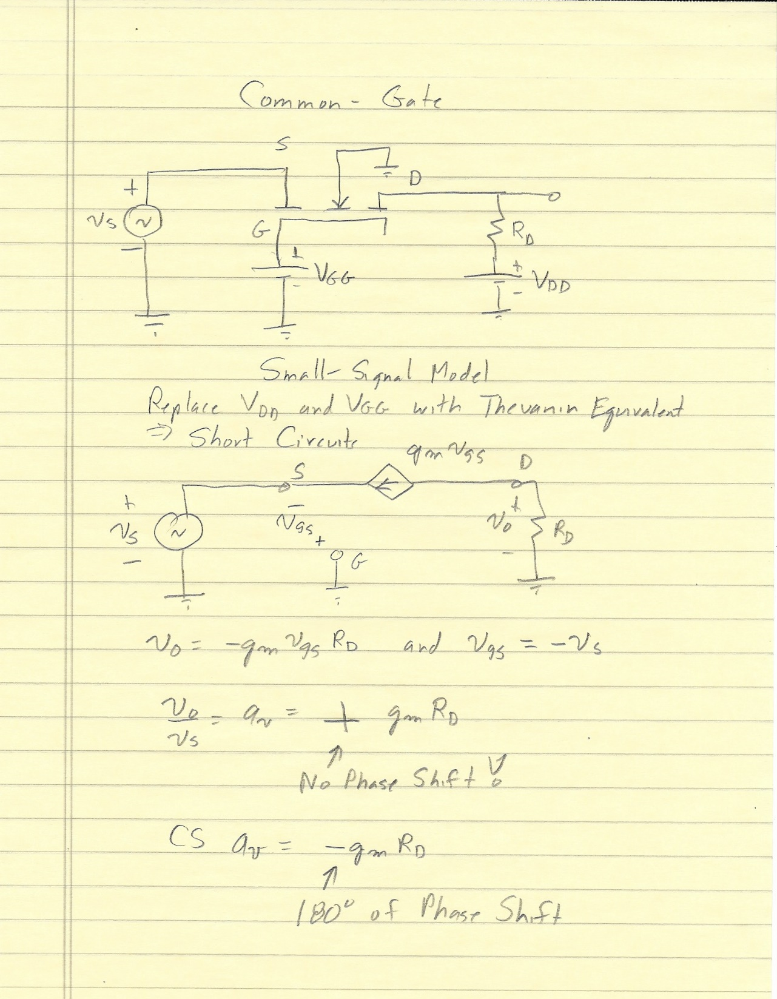 Common - Gate
S
D
+
vs
-
G
+
VGG
-
RD
+
VDD
-
Small-Signal Model
Replace VDD and VGG with Thevanin Equivalent
⇒ Short Circuits
gm vgs
S
D
+
vs
-
-
vgs
+
G
+
vo
-
RD
vo = -gm vgs RD and vgs = -vs
vo/vs = av = + gm RD
↑
No Phase Shift !
CS av = -gm RD
↑
180° of Phase Shift